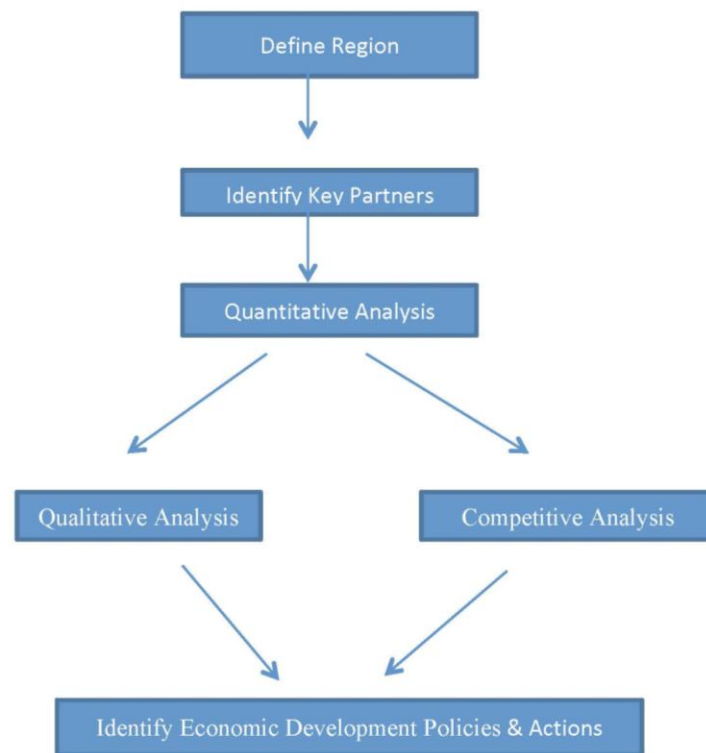 Define Region
Identify Key Partners
Quantitative Analysis
Qualitative Analysis
Competitive Analysis
Identify Economic Development Policies & Actions